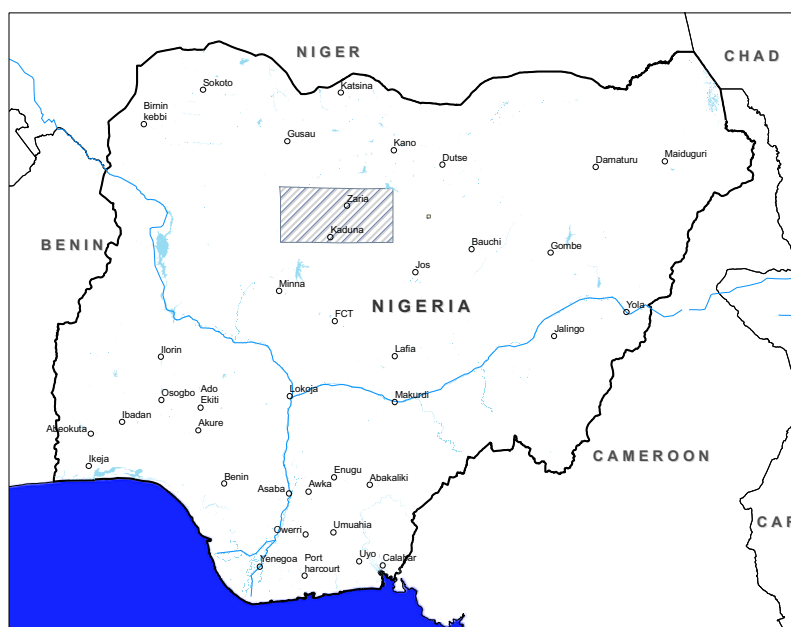 NIGER
CHAD
Sokoto
Katsina
Birnin
kebbi
Gusau
Kano
Dutse
Damaturu
Maiduguri
Zaria
Kaduna
BENIN
Bauchi
Gombe
Jos
Minna
NIGERIA
FCT
Yola
Jalingo
Ilorin
Lafia
Osogbo
Ado
Ekiti
Lokoja
Makurdi
Ibadan
Abeokuta
Akure
CAMEROON
Ikeja
Benin
Asaba
Awka
Enugu
Abakaliki
CAR
Owerri
Umuahia
Yenegoa
Port
harcourt
Uyo
Calabar